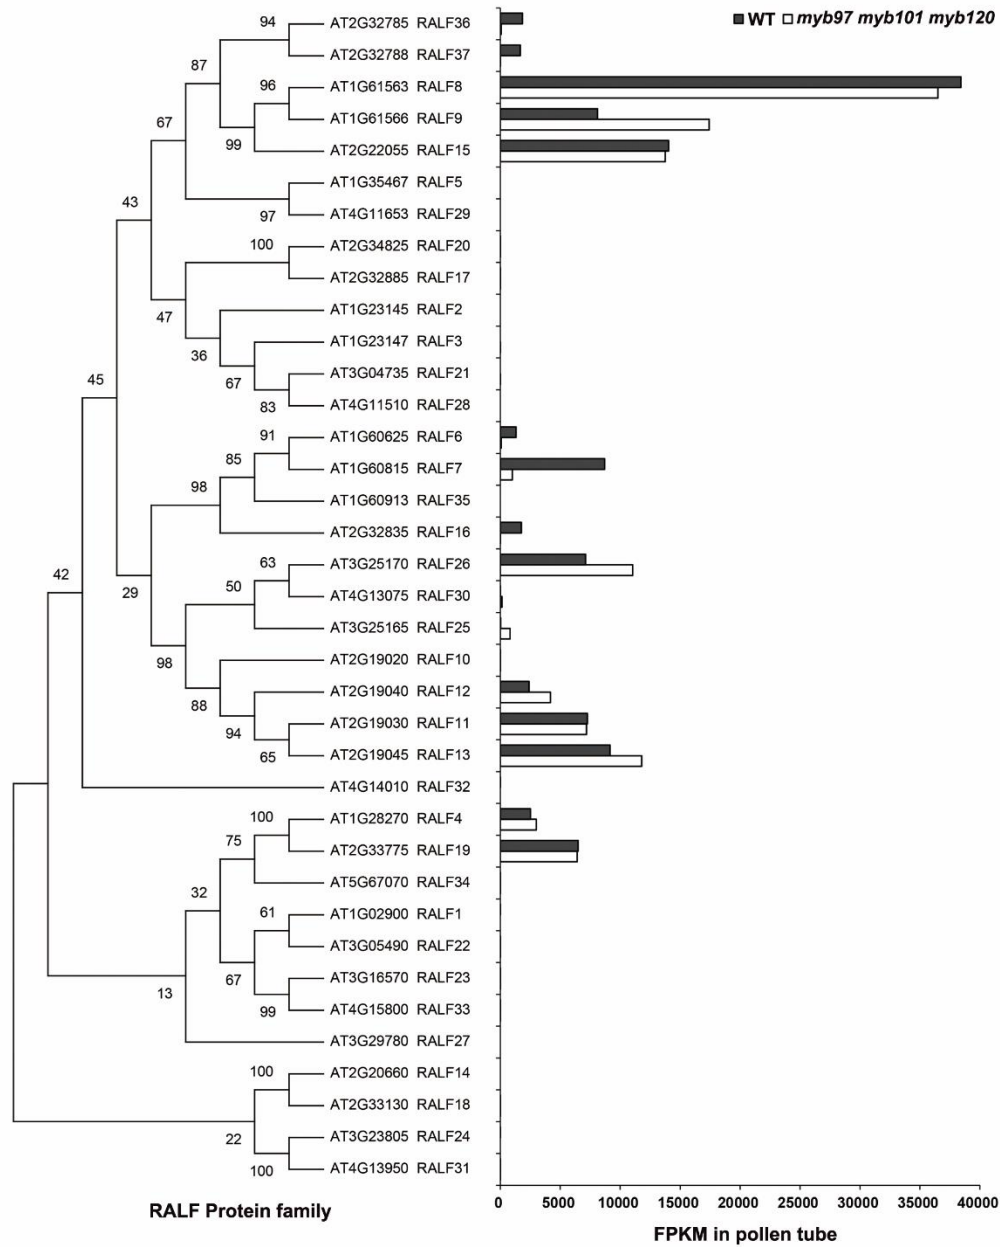 WT myb97 myb101 myb120
94 AT2G32785 RALF36
AT2G32788 RALF37
87
96 AT1G61563 RALF8
AT1G61566 RALF9
99
67
AT2G22055 RALF15
AT1G35467 RALF5
97 AT4G11653 RALF29
43
100 AT2G34825 RALF20
AT2G32885 RALF17
47
AT1G23145 RALF2
36
AT1G23147 RALF3
67
AT3G04735 RALF21
83 AT4G11510 RALF28
45
91 AT1G60625 RALF6
85
AT1G60815 RALF7
98
AT1G60913 RALF35
AT2G32835 RALF16
63 AT3G25170 RALF26
42
29
50
AT4G13075 RALF30
AT3G25165 RALF25
98
AT2G19020 RALF10
88
AT2G19040 RALF12
94
AT2G19030 RALF11
65 AT2G19045 RALF13
AT4G14010 RALF32
100 AT1G28270 RALF4
75
AT2G33775 RALF19
32
AT5G67070 RALF34
61 AT1G02900 RALF1
AT3G05490 RALF22
67
13
AT3G16570 RALF23
99 AT4G15800 RALF33
AT3G29780 RALF27
100 AT2G20660 RALF14
AT2G33130 RALF18
22
AT3G23805 RALF24
100 AT4G13950 RALF31
0 5000 10000 15000 20000 25000 30000 35000 40000
RALF Protein family
FPKM in pollen tube